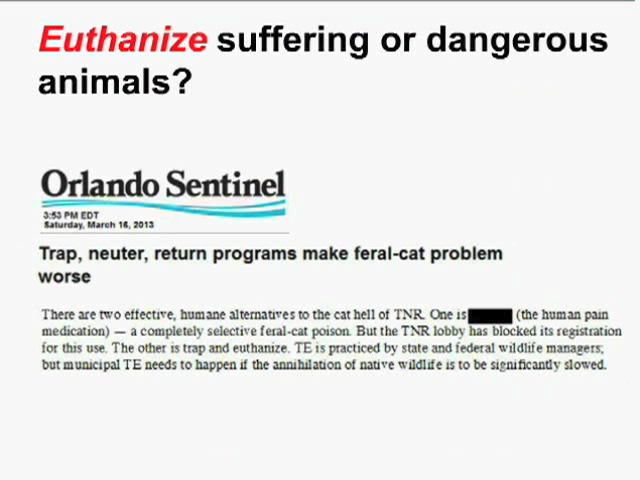 Euthanize suffering or dangerous
animals?
Orlando Sentinel
3:53 PM EDT
Saturday, March 16, 2013
Trap, neuter, return programs make feral-cat problem
worse
There are two effective, humane alternatives to the cat hell of TNR. One is (the human pain
medication) — a completely selective feral-cat poison. But the TNR lobby has blocked its registration
for this use. The other is trap and euthanize. TE is practiced by state and federal wildlife managers;
but municipal TE needs to happen if the annihilation of native wildlife is to be significantly slowed.